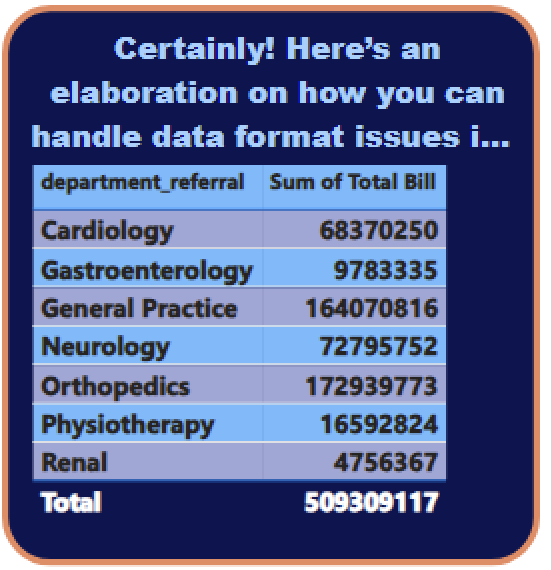 Certainly! Here’s an
elaboration on how you can
handle data format issues i...
department_referral Sum of Total Bill
Cardiology 68370250
Gastroenterology 9783335
General Practice 164070816
Neurology 72795752
Orthopedics 172939773
Physiotherapy 16592824
Renal 4756367
Total 509309117